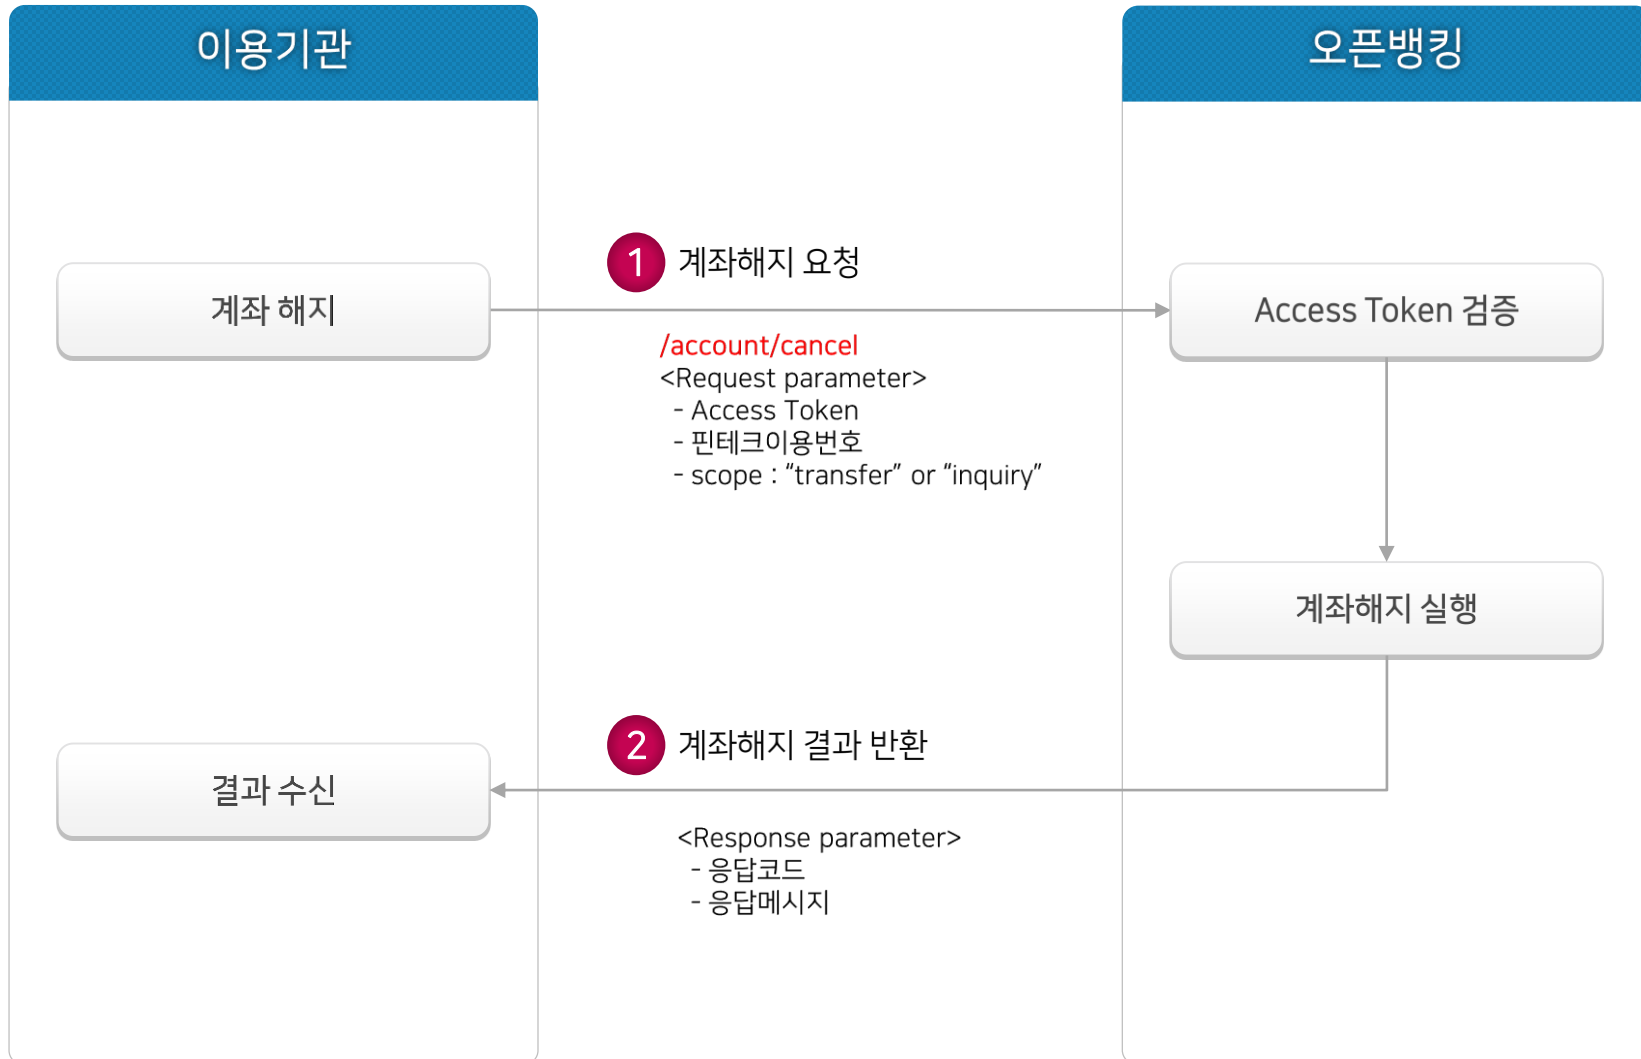 이용기관
오픈뱅킹
1 계좌해지 요청
계좌 해지
Access Token 검증
/account/cancel
<Request parameter>
- Access Token
- 핀테크이용번호
- scope : “transfer” or “inquiry”
계좌해지 실행
2 계좌해지 결과 반환
결과 수신
<Response parameter>
- 응답코드
- 응답메시지